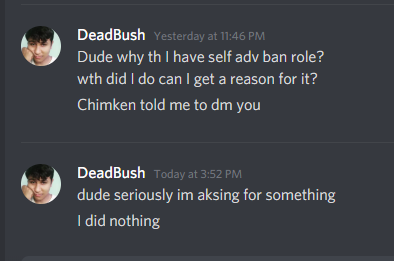 DeadBush Yesterday at 11:46 PM
Dude why th I have self adv ban role?
wth did I do can I get a reason for it?
Chimken told me to dm you
DeadBush Today at 3:52 PM
dude seriously im aksing for something
I did nothing